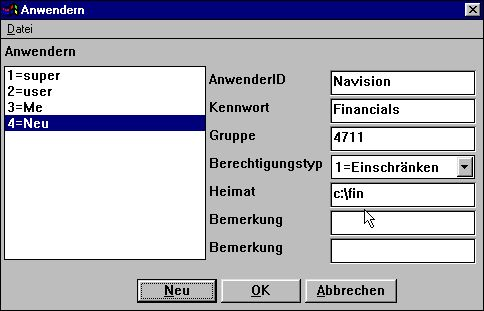 Anwendern
Datei
Anwendern
1=super
2=user
3=Me
4=Neu
AnwenderID Navision
Kennwort Financials
Gruppe 4711
Berechtigungstyp 1=Einschränken
Heimat c:\fin
Bemerkung
Bemerkung
Neu OK Abbrechen